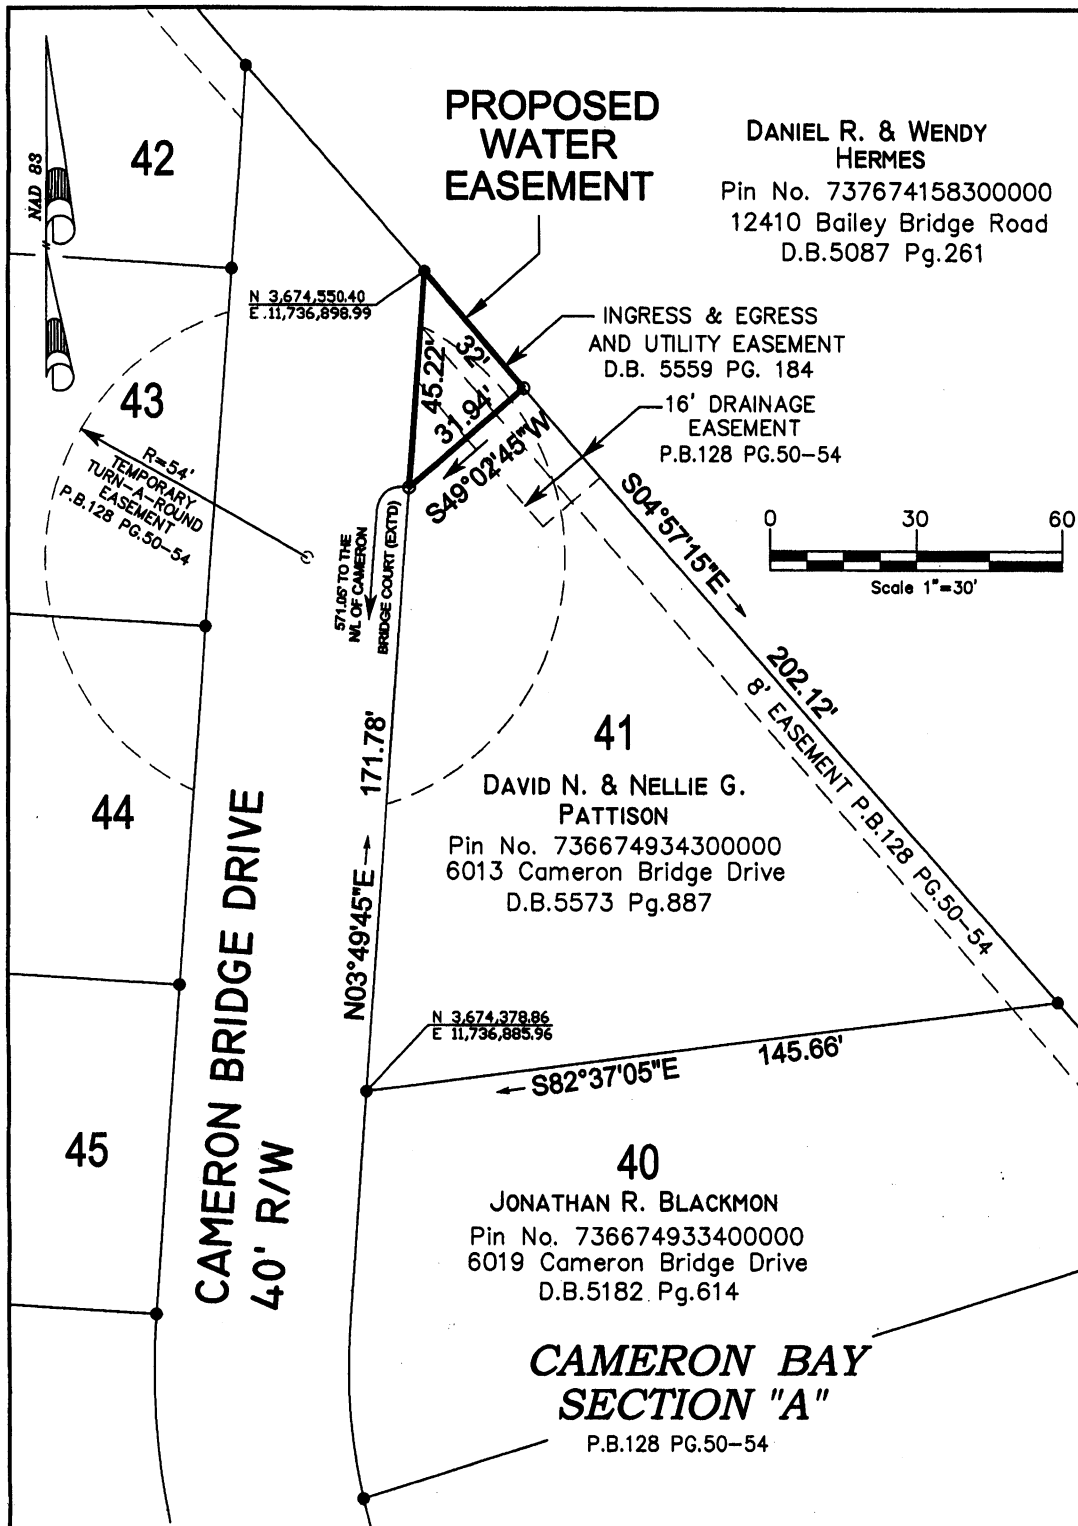 PROPOSED
WATER
EASEMENT
DANIEL R. & WENDY
HERMES
Pin No. 737674158300000
12410 Bailey Bridge Road
D.B.5087 Pg.261
NAD 83
42
N 3,674,550.40
E .11,736,898.99
INGRESS & EGRESS
AND UTILITY EASEMENT
D.B. 5559 PG. 184
16' DRAINAGE
EASEMENT
P.B.128 PG.50-54
32'
45.22'
31.94'
S49°02'45"W
43
R=54'
TEMPORARY
TURN-A-ROUND
EASEMENT
P.B.128 PG.50-54
571.05' TO THE
N/L OF CAMERON
BRIDGE COURT (EXT'D)
S04°57'15"E
202.12'
8' EASEMENT P.B.128 PG.50-54
0 30 60
Scale 1"=30'
171.78'
N03°49'45"E
41
DAVID N. & NELLIE G.
PATTISON
Pin No. 736674934300000
6013 Cameron Bridge Drive
D.B.5573 Pg.887
44
CAMERON BRIDGE DRIVE
40' R/W
N 3,674,378.86
E 11,736,885.96
S82°37'05"E
145.66'
45
40
JONATHAN R. BLACKMON
Pin No. 736674933400000
6019 Cameron Bridge Drive
D.B.5182 Pg.614
CAMERON BAY
SECTION "A"
P.B.128 PG.50-54